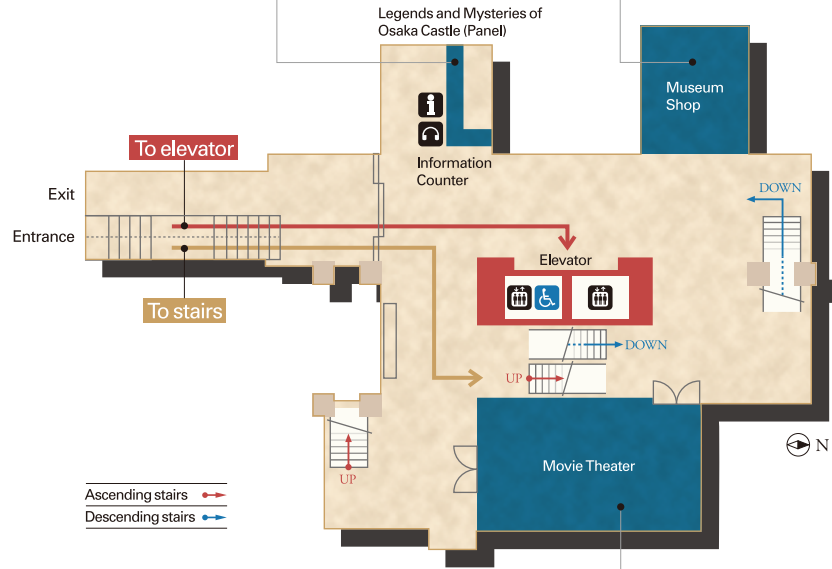 Legends and Mysteries of
Osaka Castle (Panel)
Museum
Shop
To elevator
Information
Counter
Exit
DOWN
Entrance
Elevator
To stairs
DOWN
UP
N
Movie Theater
UP
Ascending stairs
Descending stairs